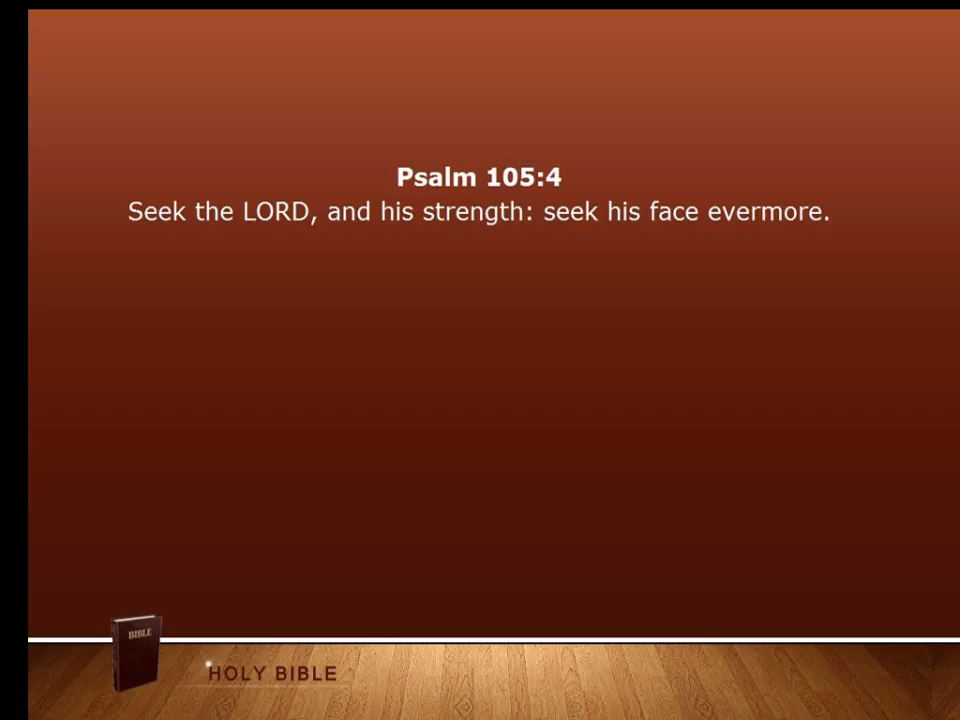 Psalm 105:4
Seek the LORD, and his strength: seek his face evermore.
BIBLE
HOLY BIBLE